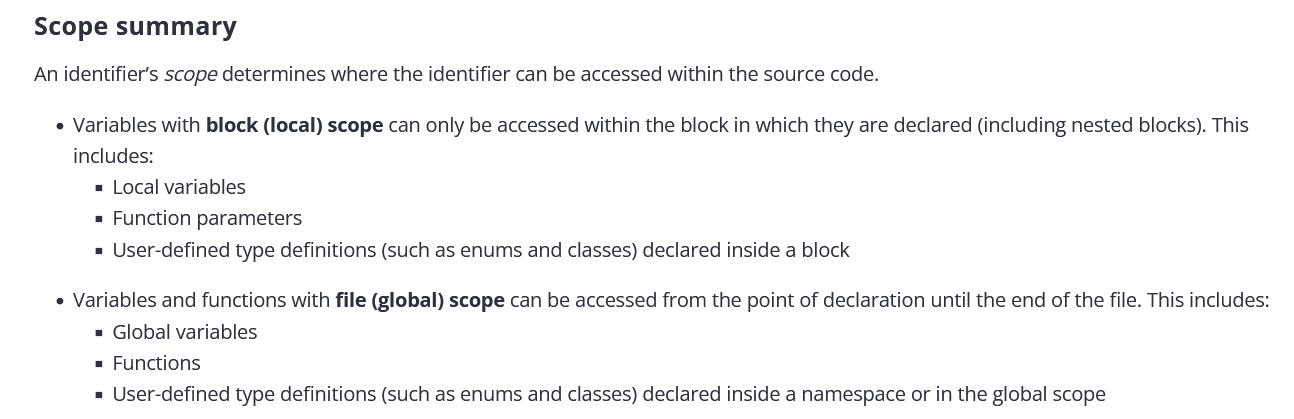 Scope summary
An identifier’s scope determines where the identifier can be accessed within the source code.
• Variables with block (local) scope can only be accessed within the block in which they are declared (including nested blocks). This
includes:
▪ Local variables
▪ Function parameters
▪ User-defined type definitions (such as enums and classes) declared inside a block
• Variables and functions with file (global) scope can be accessed from the point of declaration until the end of the file. This includes:
▪ Global variables
▪ Functions
▪ User-defined type definitions (such as enums and classes) declared inside a namespace or in the global scope